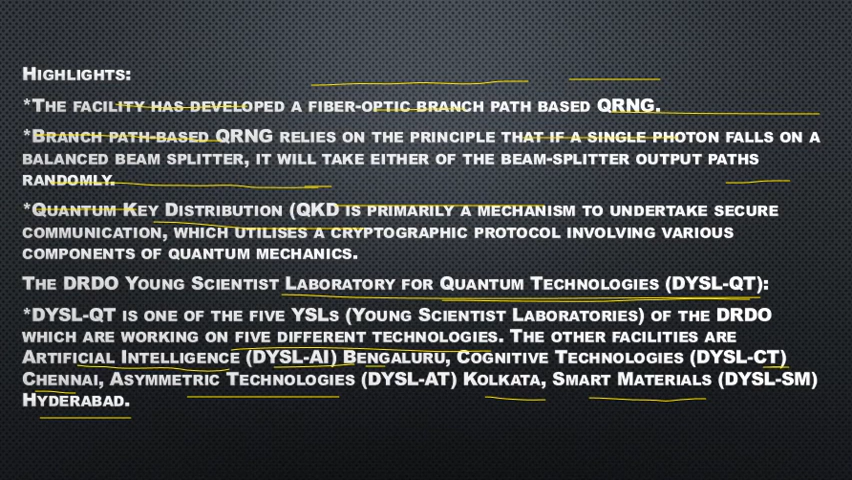 Highlights:
*The facility has developed a fiber-optic branch path based QRNG.
*Branch path-based QRNG relies on the principle that if a single photon falls on a
balanced beam splitter, it will take either of the beam-splitter output paths
randomly.
*Quantum Key Distribution (QKD is primarily a mechanism to undertake secure
communication, which utilises a cryptographic protocol involving various
components of quantum mechanics.
The DRDO Young Scientist Laboratory for Quantum Technologies (DYSL-QT):
*DYSL-QT is one of the five YSLs (Young Scientist Laboratories) of the DRDO
which are working on five different technologies. The other facilities are
Artificial Intelligence (DYSL-AI) Bengaluru, Cognitive Technologies (DYSL-CT)
Chennai, Asymmetric Technologies (DYSL-AT) Kolkata, Smart Materials (DYSL-SM)
Hyderabad.